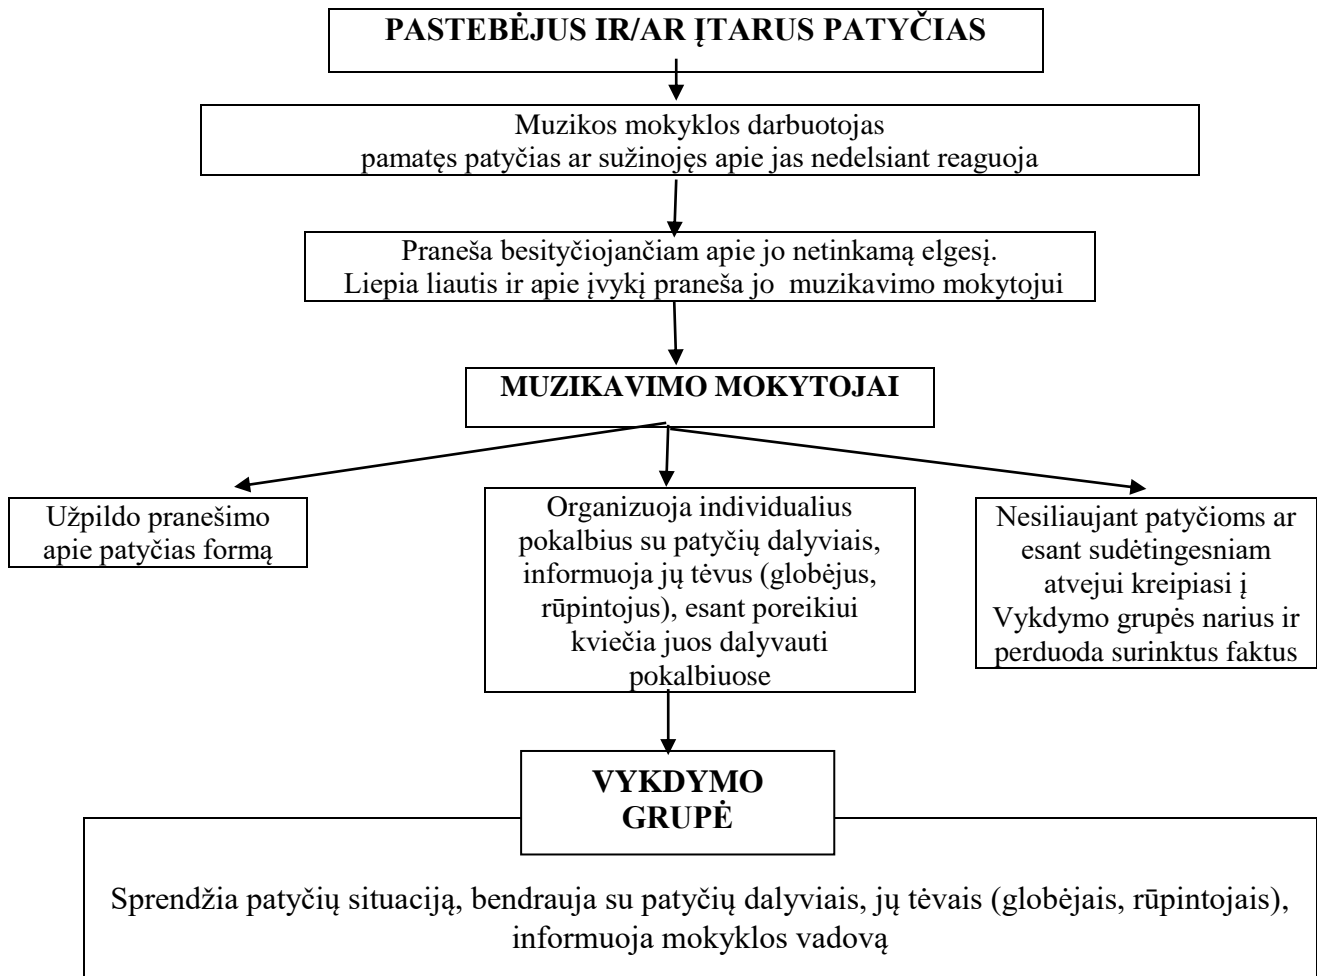 PASTEBĖJUS IR/AR ĮTARUS PATYČIAS
Muzikos mokyklos darbuotojas
pamatęs patyčias ar sužinojęs apie jas nedelsiant reaguoja
Praneša besityčiojančiam apie jo netinkamą elgesį.
Liepia liautis ir apie įvykį praneša jo muzikavimo mokytojui
MUZIKAVIMO MOKYTOJAI
Užpildo pranešimo
apie patyčias formą
Organizuoja individualius
pokalbius su patyčių dalyviais,
informuoja jų tėvus (globėjus,
rūpintojus), esant poreikiui
kviečia juos dalyvauti
pokalbiuose
Nesiliaujant patyčioms ar
esant sudėtingesniam
atvejui kreipiasi į
Vykdymo grupės narius ir
perduoda surinktus faktus
VYKDYMO
GRUPĖ
Sprendžia patyčių situaciją, bendrauja su patyčių dalyviais, jų tėvais (globėjais, rūpintojais),
informuoja mokyklos vadovą